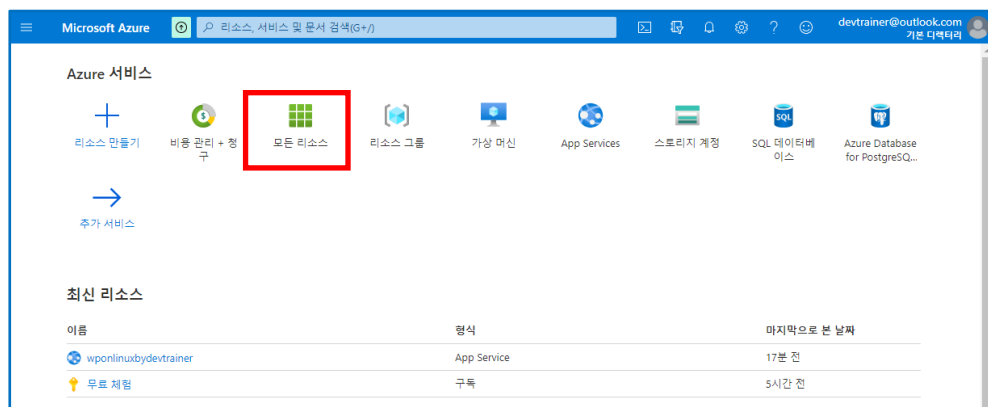 Microsoft Azure
리소스, 서비스 및 문서 검색(G+/)
devtrainer@outlook.com
기본 디렉터리
Azure 서비스
리소스 만들기
비용 관리 + 청
구
모든 리소스
리소스 그룹
가상 머신
App Services
스토리지 계정
SQL 데이터베
이스
Azure Database
for PostgreSQ...
추가 서비스
최신 리소스
이름 형식 마지막으로 본 날짜
wponlinuxbydevtrainer App Service 17분 전
무료 체험 구독 5시간 전